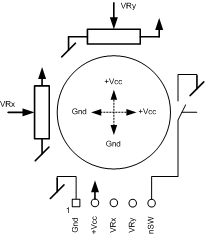 VRy
VRx
+Vcc
Gnd
+Vcc
Gnd
1
Gnd
+Vcc
VRx
VRy
nSW